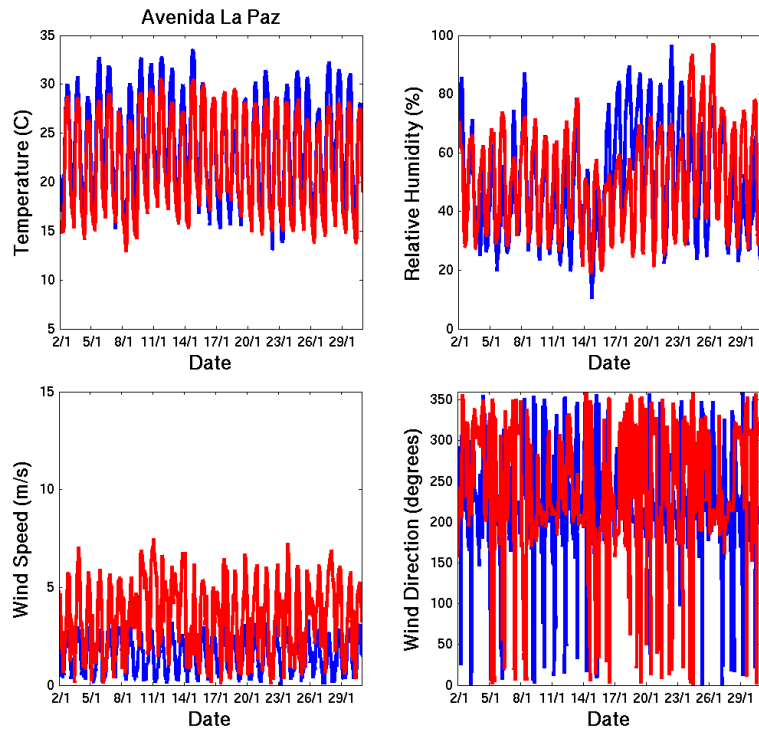 Avenida La Paz
Temperature (C)
35
30
25
20
15
10
5
2/1 5/1 8/1 11/1 14/1 17/1 20/1 23/1 26/1 29/1
Date
Relative Humidity (%)
100
80
60
40
20
0
2/1 5/1 8/1 11/1 14/1 17/1 20/1 23/1 26/1 29/1
Date
Wind Speed (m/s)
15
10
5
0
2/1 5/1 8/1 11/1 14/1 17/1 20/1 23/1 26/1 29/1
Date
Wind Direction (degrees)
350
300
250
200
150
100
50
0
2/1 5/1 8/1 11/1 14/1 17/1 20/1 23/1 26/1 29/1
Date